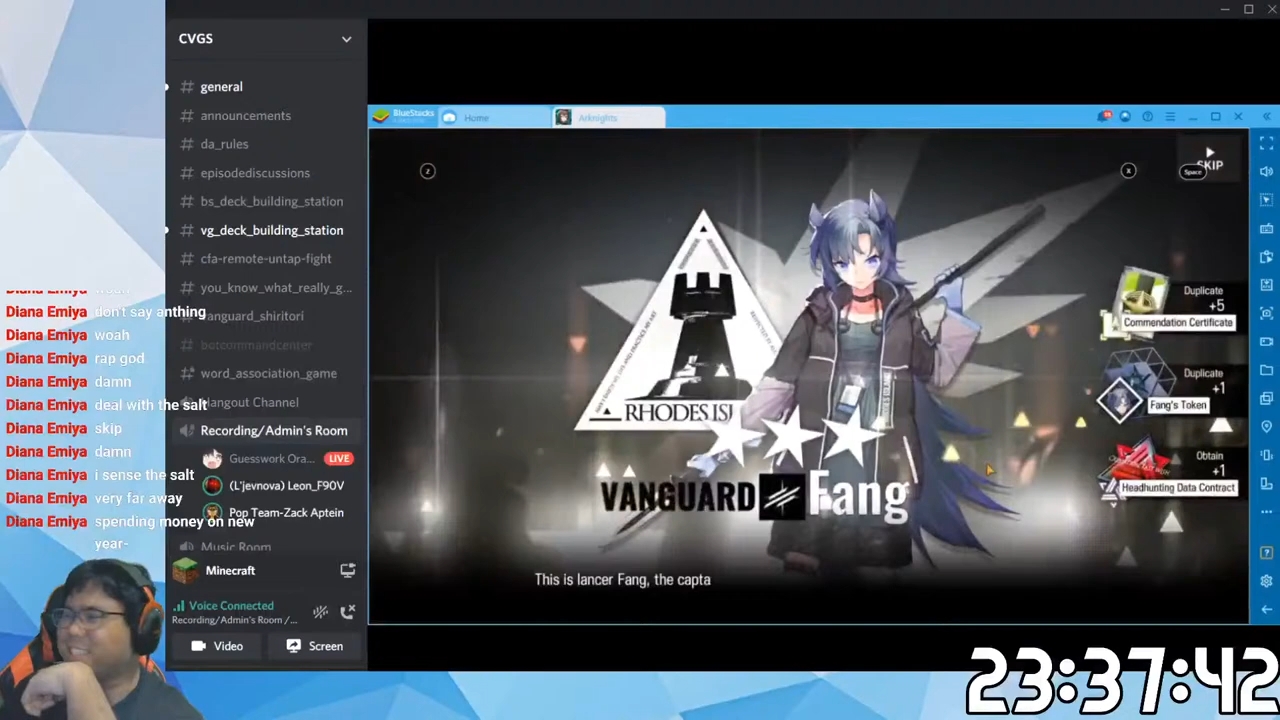 CVGS
general
announcements
da_rules
episodediscussions
bs_deck_building_station
vg_deck_building_station
cfa-remote-untap-fight
you_know_what_really_g...
vanguard_shiritori
botcommandcenter
word_association_game
Hangout Channel
Recording/Admin's Room
Guesswork Ora... LIVE
(L'jevnova) Leon_F90V
Pop Team-Zack Aptein
Music Room
Minecraft
Voice Connected
Recording/Admin's Room /...
Video Screen
Diana Emiya woah
Diana Emiya don't say anthing
Diana Emiya woah
Diana Emiya rap god
Diana Emiya damn
Diana Emiya deal with the salt
Diana Emiya skip
Diana Emiya damn
Diana Emiya i sense the salt
Diana Emiya very far away
Diana Emiya spending money on new
year-
BlueStacks
Home
Arknights
Z
X
Space
SKIP
RHODES ISL
VANGUARD Fang
This is lancer Fang, the capta
Duplicate
+5
Commendation Certificate
Duplicate
+1
Fang's Token
Obtain
+1
Headhunting Data Contract
23:37:42